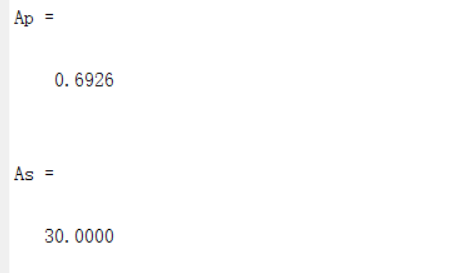 Ap =
0.6926
As =
30.0000